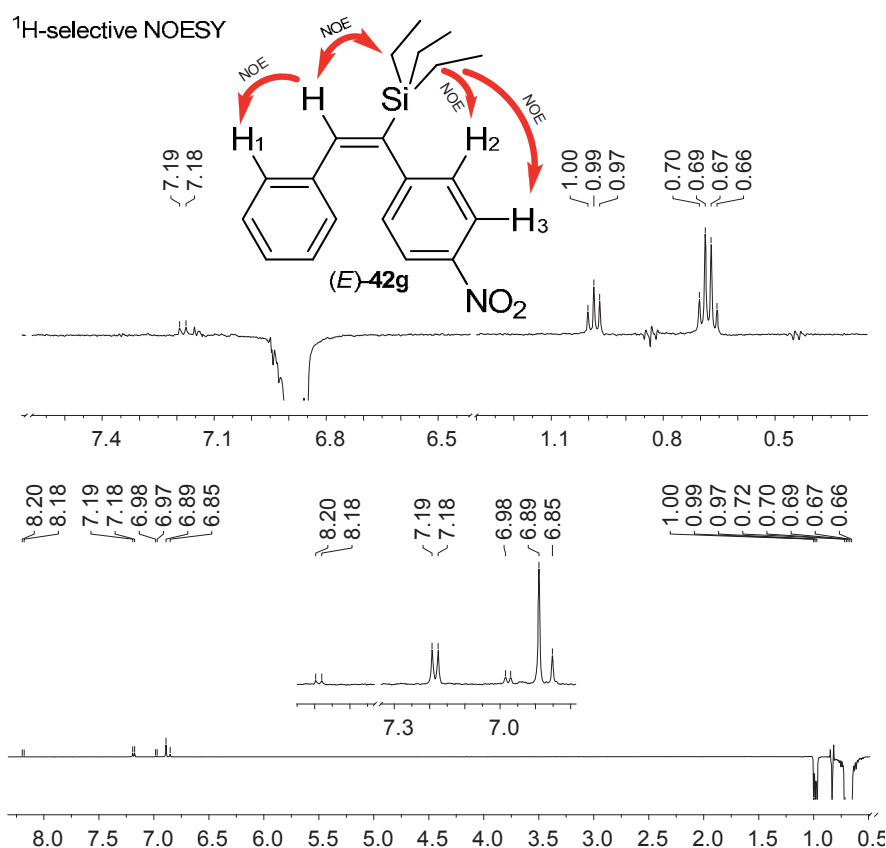 ¹H-selective NOESY
NOE
NOE
NOE
NOE
H
Si
H1
H2
H3
(E)-42g
NO2
7.19
7.18
1.00
0.99
0.97
0.70
0.69
0.67
0.66
7.4 7.1 6.8 6.5 1.1 0.8 0.5
8.20
8.18
7.19
7.18
6.98
6.97
6.89
6.85
1.00
0.99
0.97
0.72
0.70
0.69
0.67
0.66
8.20
8.18
7.19
7.18
6.98
6.89
6.85
7.3 7.0
8.0 7.5 7.0 6.5 6.0 5.5 5.0 4.5 4.0 3.5 3.0 2.5 2.0 1.5 1.0 0.5